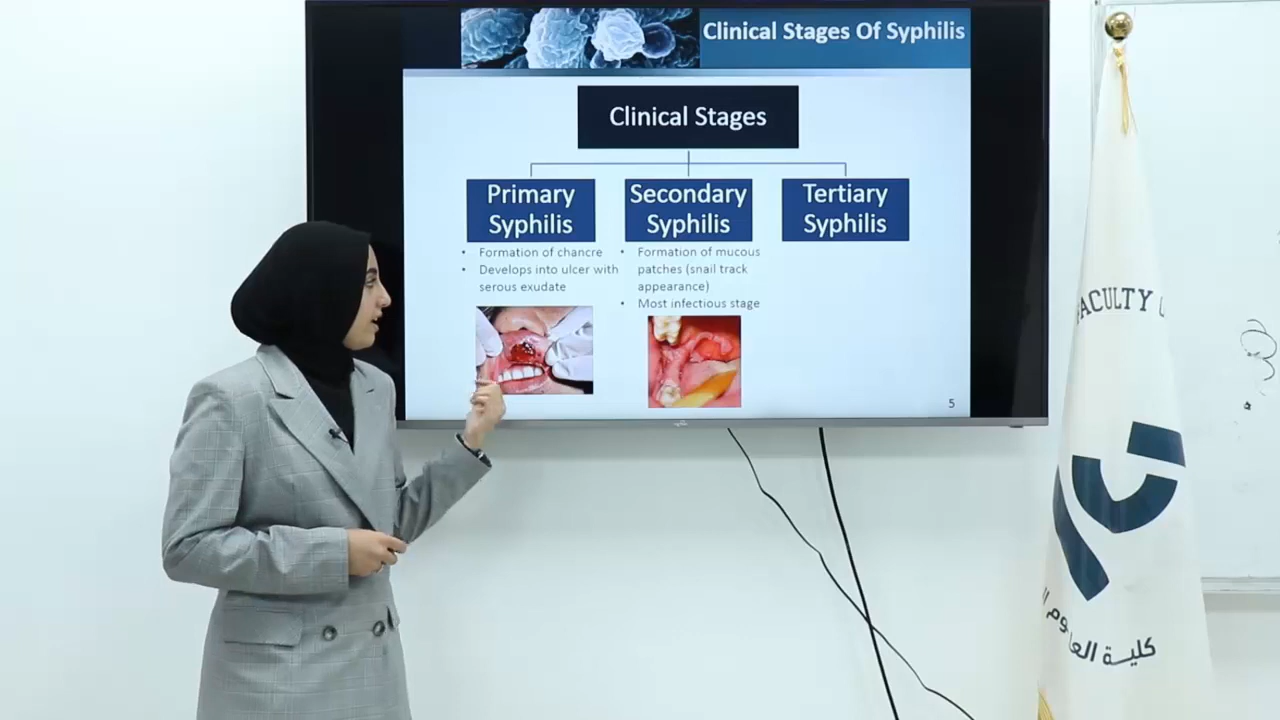 Clinical Stages Of Syphilis
Clinical Stages
Primary
Syphilis
• Formation of chancre
• Develops into ulcer with
serous exudate
Secondary
Syphilis
• Formation of mucous
patches (snail track
appearance)
• Most infectious stage
Tertiary
Syphilis
5
FACULTY
كلية